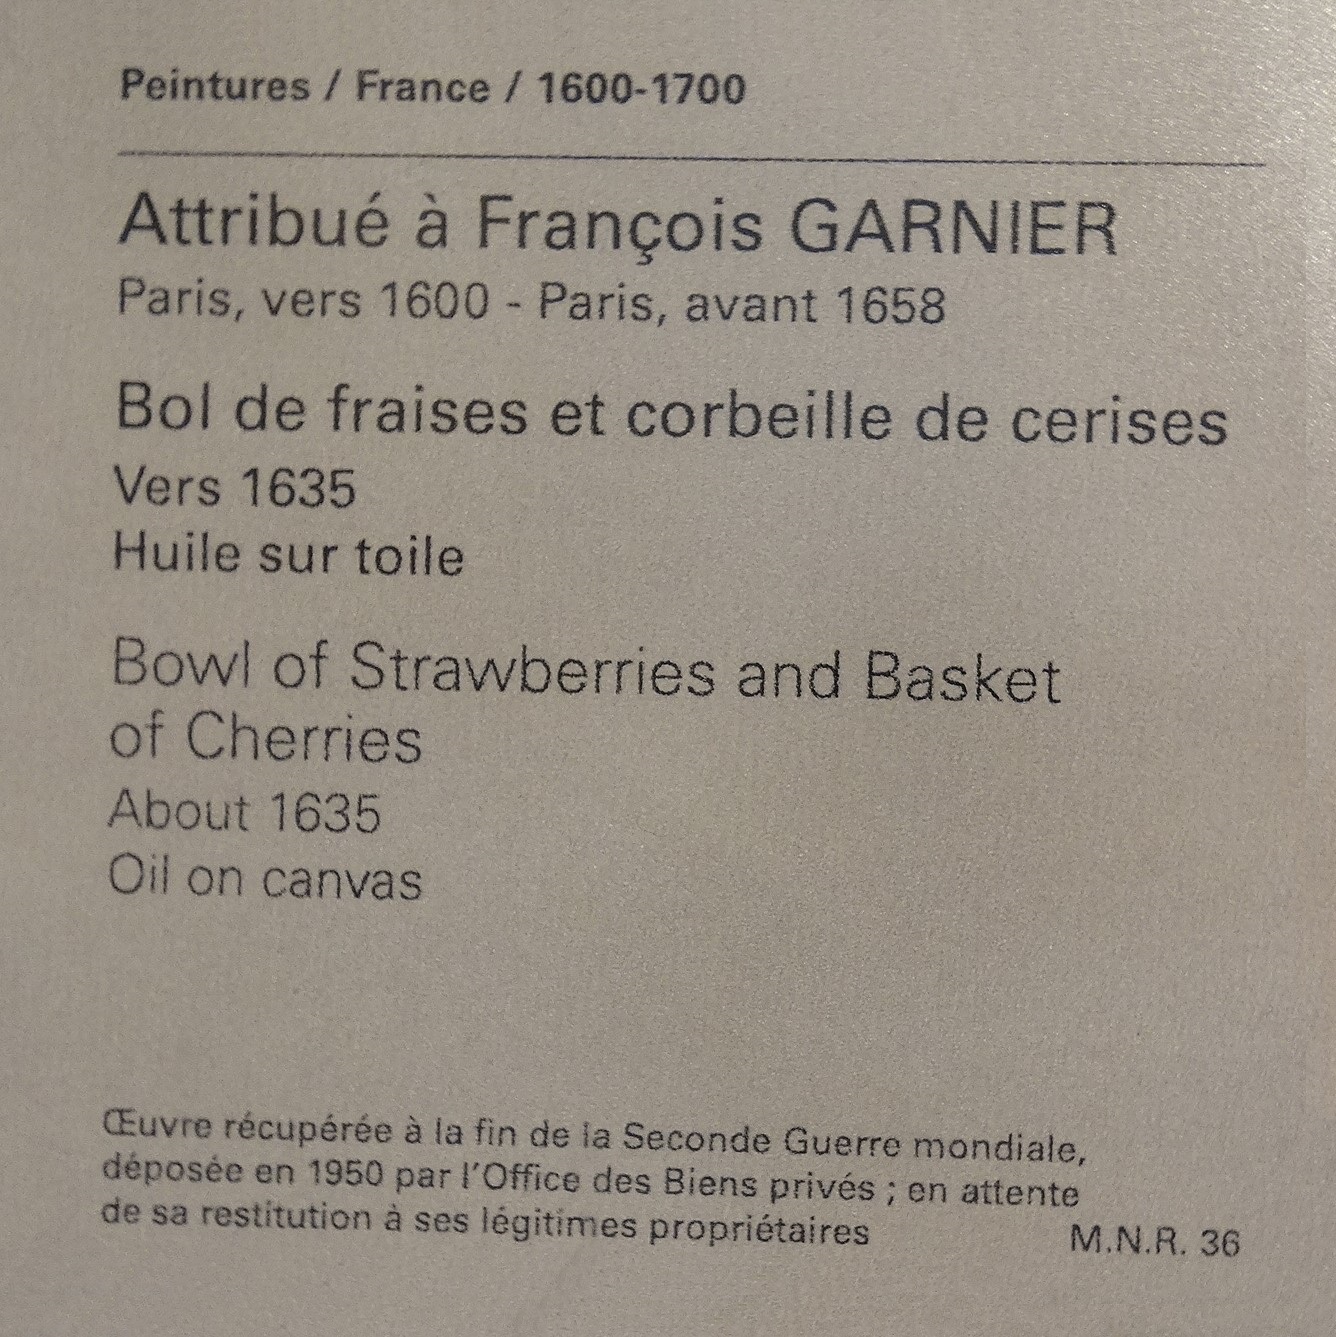 Peintures / France / 1600-1700
Attribué à François GARNIER
Paris, vers 1600 - Paris, avant 1658
Bol de fraises et corbeille de cerises
Vers 1635
Huile sur toile
Bowl of Strawberries and Basket
of Cherries
About 1635
Oil on canvas
Œuvre récupérée à la fin de la Seconde Guerre mondiale,
déposée en 1950 par l'Office des Biens privés ; en attente
de sa restitution à ses légitimes propriétaires
M.N.R. 36